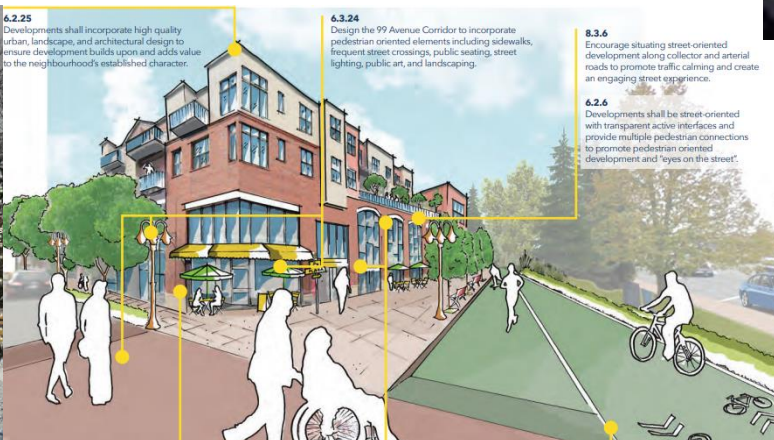 6.2.25
Developments shall incorporate high quality
urban, landscape, and architectural design to
ensure development builds upon and adds value
to the neighbourhood's established character.
6.3.24
Design the 99 Avenue Corridor to incorporate
pedestrian oriented elements including sidewalks,
frequent street crossings, public seating, street
lighting, public art, and landscaping.
8.3.6
Encourage situating street-oriented
development along collector and arterial
roads to promote traffic calming and create
an engaging street experience.
6.2.6
Developments shall be street-oriented
with transparent active interfaces and
provide multiple pedestrian connections
to promote pedestrian oriented
development and "eyes on the street".